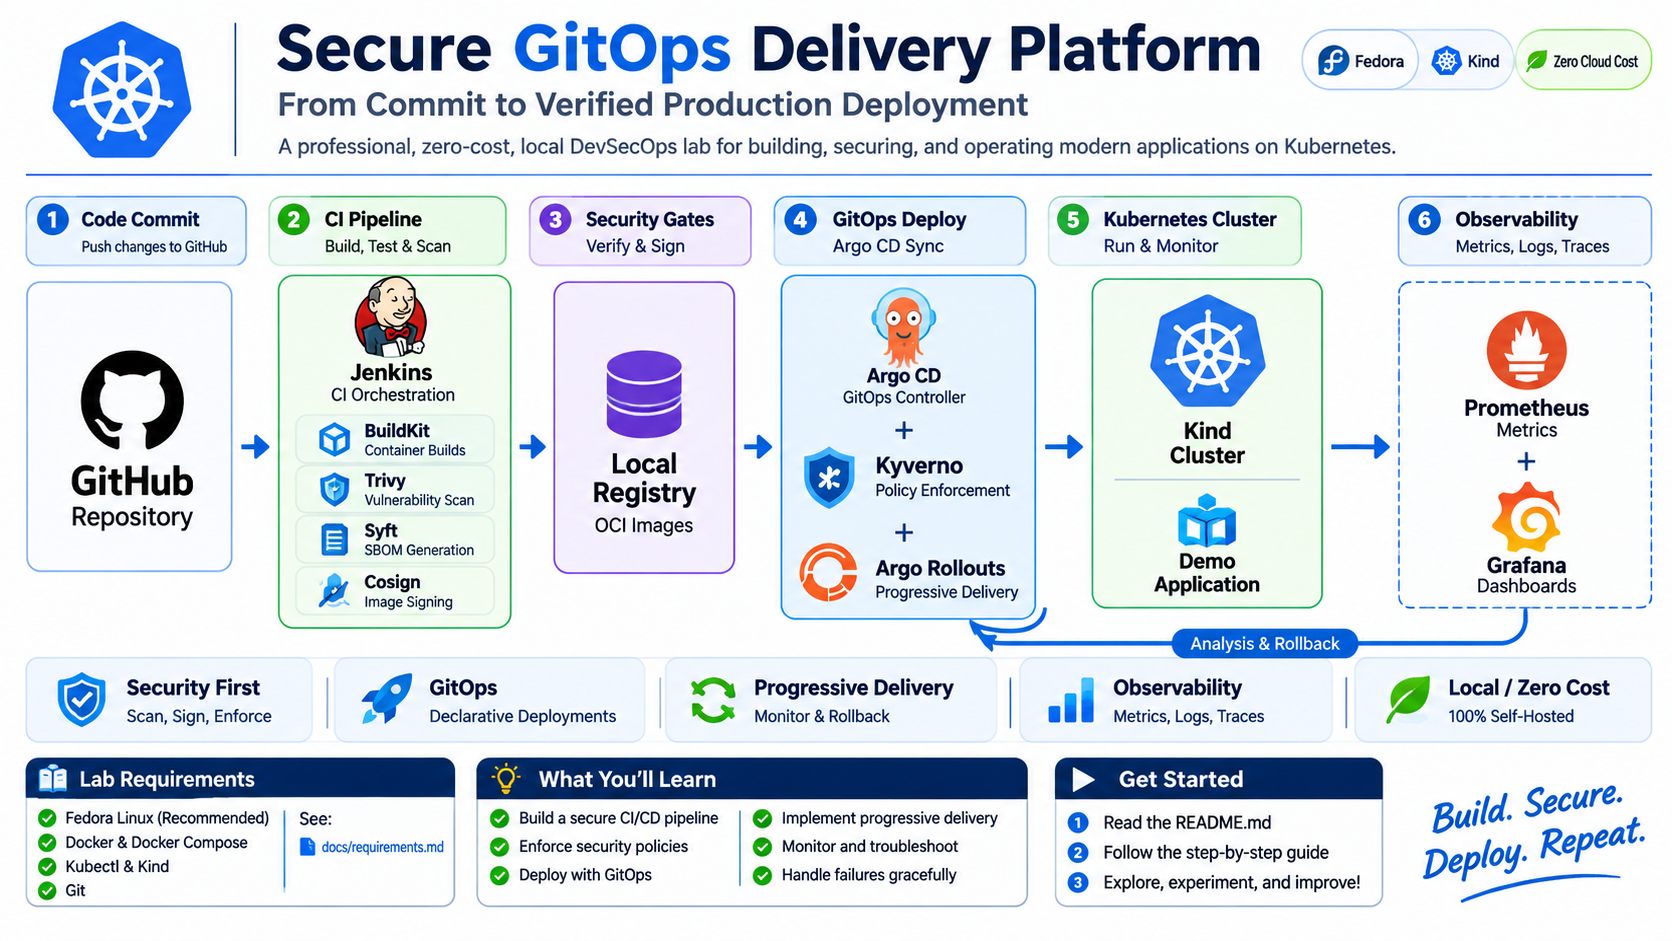 Secure GitOps Delivery Platform
From Commit to Verified Production Deployment
A professional, zero-cost, local DevSecOps lab for building, securing, and operating modern applications on Kubernetes.
Fedora
Kind
Zero Cloud Cost
1 Code Commit
Push changes to GitHub
2 CI Pipeline
Build, Test & Scan
3 Security Gates
Verify & Sign
4 GitOps Deploy
Argo CD Sync
5 Kubernetes Cluster
Run & Monitor
6 Observability
Metrics, Logs, Traces
GitHub
Repository
Jenkins
CI Orchestration
BuildKit
Container Builds
Trivy
Vulnerability Scan
Syft
SBOM Generation
Cosign
Image Signing
Local
Registry
OCI Images
Argo CD
GitOps Controller
+
Kyverno
Policy Enforcement
+
Argo Rollouts
Progressive Delivery
Kind
Cluster
Demo
Application
Prometheus
Metrics
+
Grafana
Dashboards
Analysis & Rollback
Security First
Scan, Sign, Enforce
GitOps
Declarative Deployments
Progressive Delivery
Monitor & Rollback
Observability
Metrics, Logs, Traces
Local / Zero Cost
100% Self-Hosted
Lab Requirements
Fedora Linux (Recommended)
Docker & Docker Compose
Kubectl & Kind
Git
See:
docs/requirements.md
What You'll Learn
Build a secure CI/CD pipeline
Enforce security policies
Deploy with GitOps
Implement progressive delivery
Monitor and troubleshoot
Handle failures gracefully
Get Started
1 Read the README.md
2 Follow the step-by-step guide
3 Explore, experiment, and improve!
Build. Secure.
Deploy. Repeat.